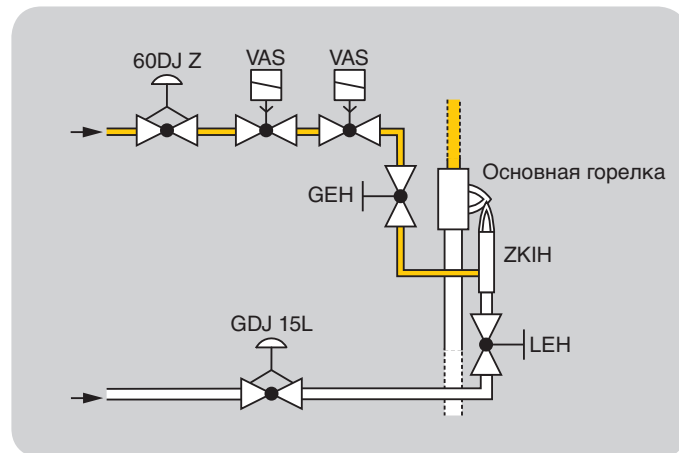 60DJ Z
VAS
VAS
GEH
Основная горелка
ZKIH
GDJ 15L
LEH